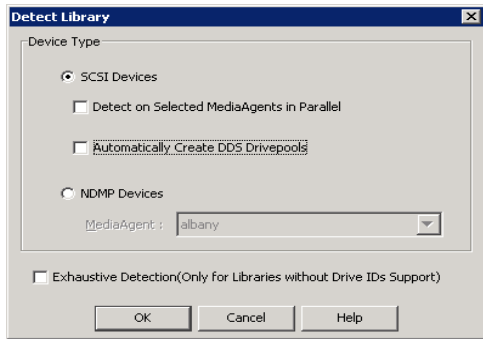 Detect Library
Device Type
SCSI Devices
Detect on Selected MediaAgents in Parallel
Automatically Create DDS Drivepools
NDMP Devices
MediaAgent : albany
Exhaustive Detection(Only for Libraries without Drive IDs Support)
OK Cancel Help